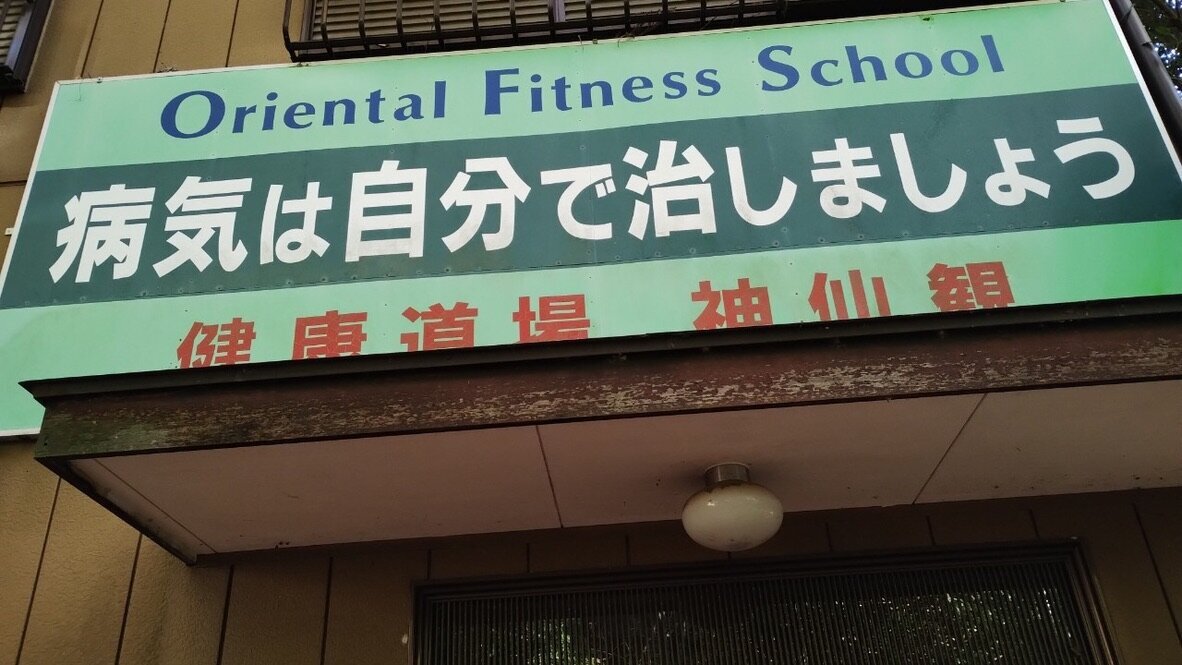 Oriental Fitness School
病気は自分で治しましょう
健康道場 神仙観